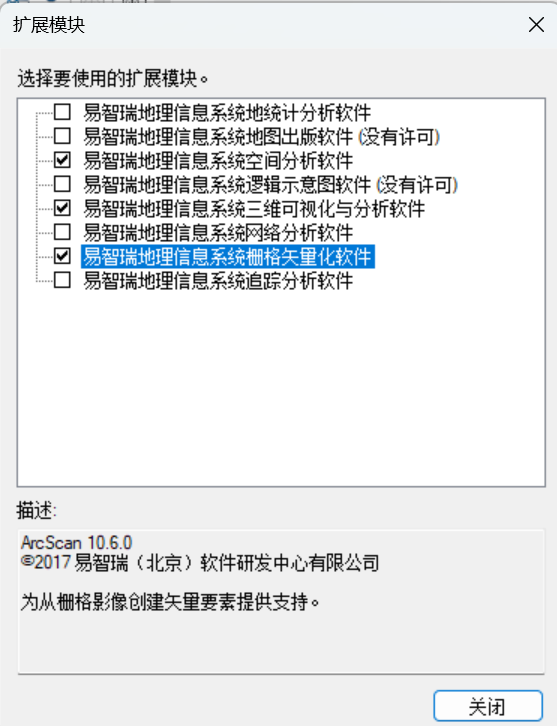 扩展模块
选择要使用的扩展模块。
易智瑞地理信息系统地统计分析软件
易智瑞地理信息系统地图出版软件 (没有许可)
易智瑞地理信息系统空间分析软件
易智瑞地理信息系统逻辑示意图软件 (没有许可)
易智瑞地理信息系统三维可视化与分析软件
易智瑞地理信息系统网络分析软件
易智瑞地理信息系统栅格矢量化软件
易智瑞地理信息系统追踪分析软件
描述:
ArcScan 10.6.0
©2017 易智瑞（北京）软件研发中心有限公司
为从栅格影像创建矢量要素提供支持。
关闭